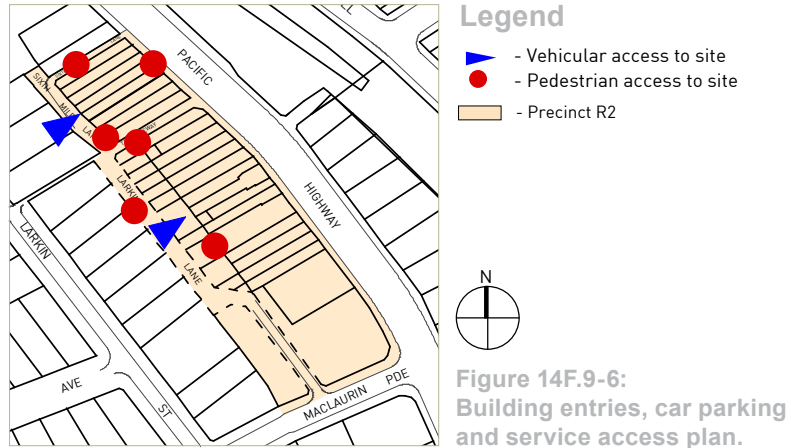 Legend
- Vehicular access to site
- Pedestrian access to site
- Precinct R2
PACIFIC
HIGHWAY
MILE
LARKIN
LANE
LARKIN
ST
AVE
MACLAURIN PDE
N
Figure 14F.9-6:
Building entries, car parking
and service access plan.